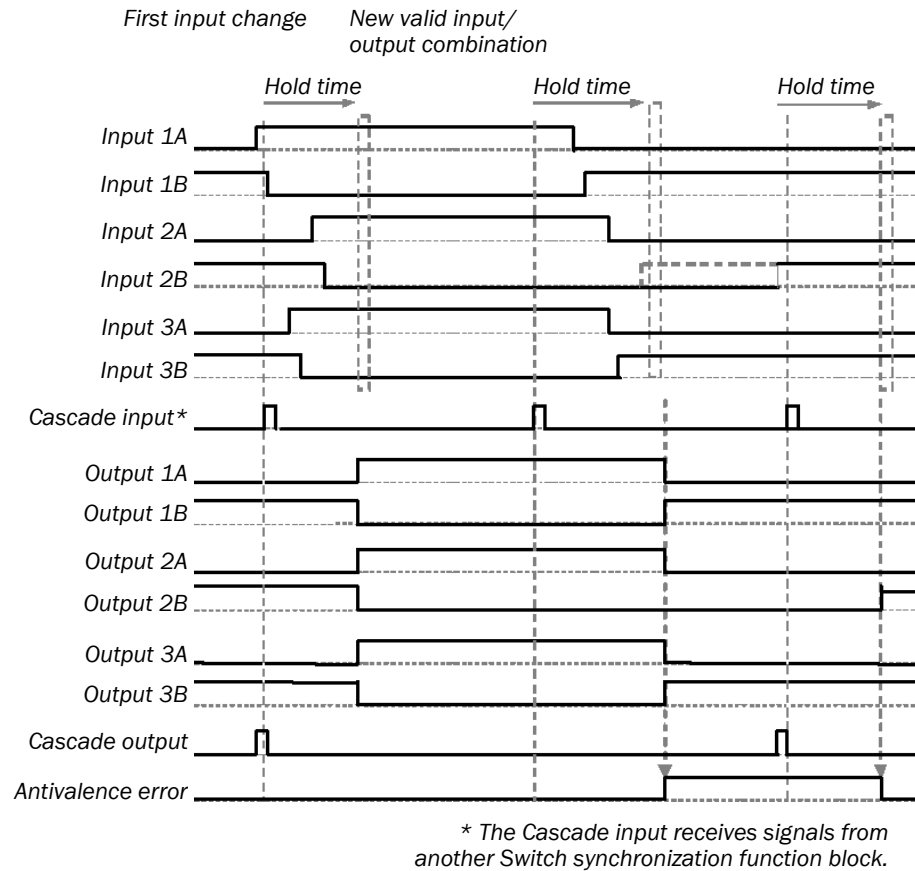 First input change
New valid input/
output combination
Hold time
Hold time
Hold time
Input 1A
Input 1B
Input 2A
Input 2B
Input 3A
Input 3B
Cascade input*
Output 1A
Output 1B
Output 2A
Output 2B
Output 3A
Output 3B
Cascade output
Antivalence error
* The Cascade input receives signals from
another Switch synchronization function block.